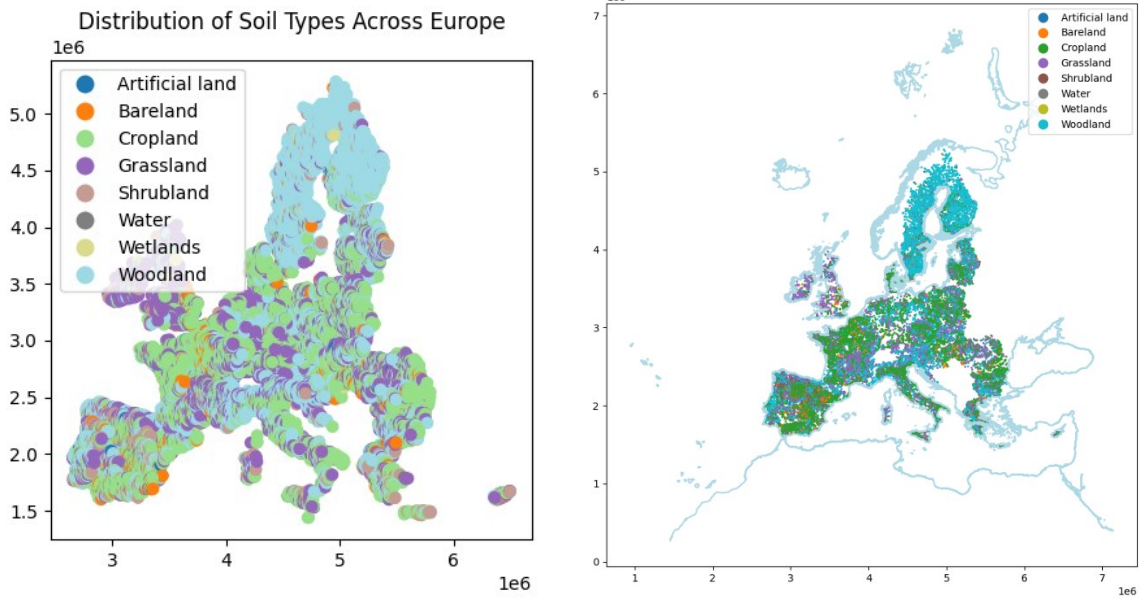 Distribution of Soil Types Across Europe
1e6
Artificial land
Bareland
Cropland
Grassland
Shrubland
Water
Wetlands
Woodland
5.0
4.5
4.0
3.5
3.0
2.5
2.0
1.5
3
4
5
6
1e6
Artificial land
Bareland
Cropland
Grassland
Shrubland
Water
Wetlands
Woodland
7
6
5
4
3
2
1
0
1
2
3
4
5
6
7
1e6